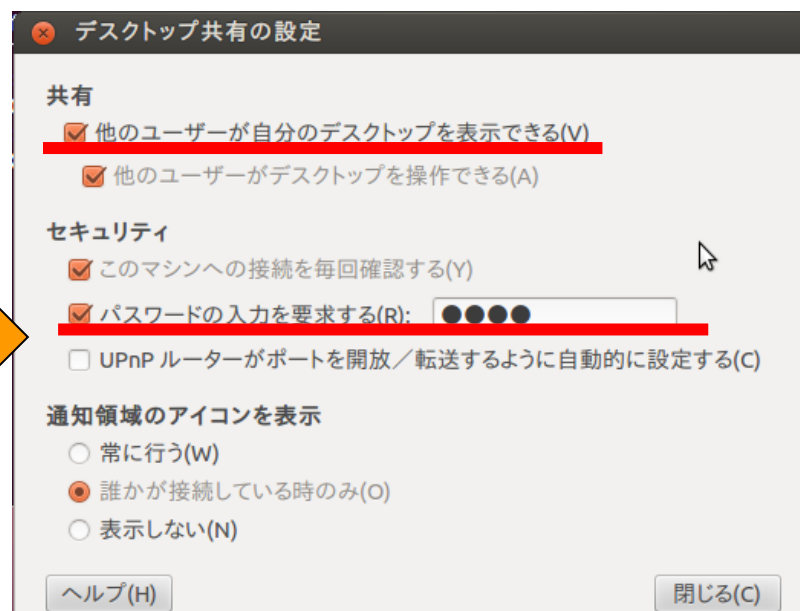 デスクトップ共有の設定
共有
他のユーザーが自分のデスクトップを表示できる(V)
他のユーザーがデスクトップを操作できる(A)
セキュリティ
このマシンへの接続を毎回確認する(Y)
パスワードの入力を要求する(R): ●●●●
UPnP ルーターがポートを開放／転送するように自動的に設定する(C)
通知領域のアイコンを表示
常に行う(W)
誰かが接続している時のみ(O)
表示しない(N)
ヘルプ(H) 閉じる(C)